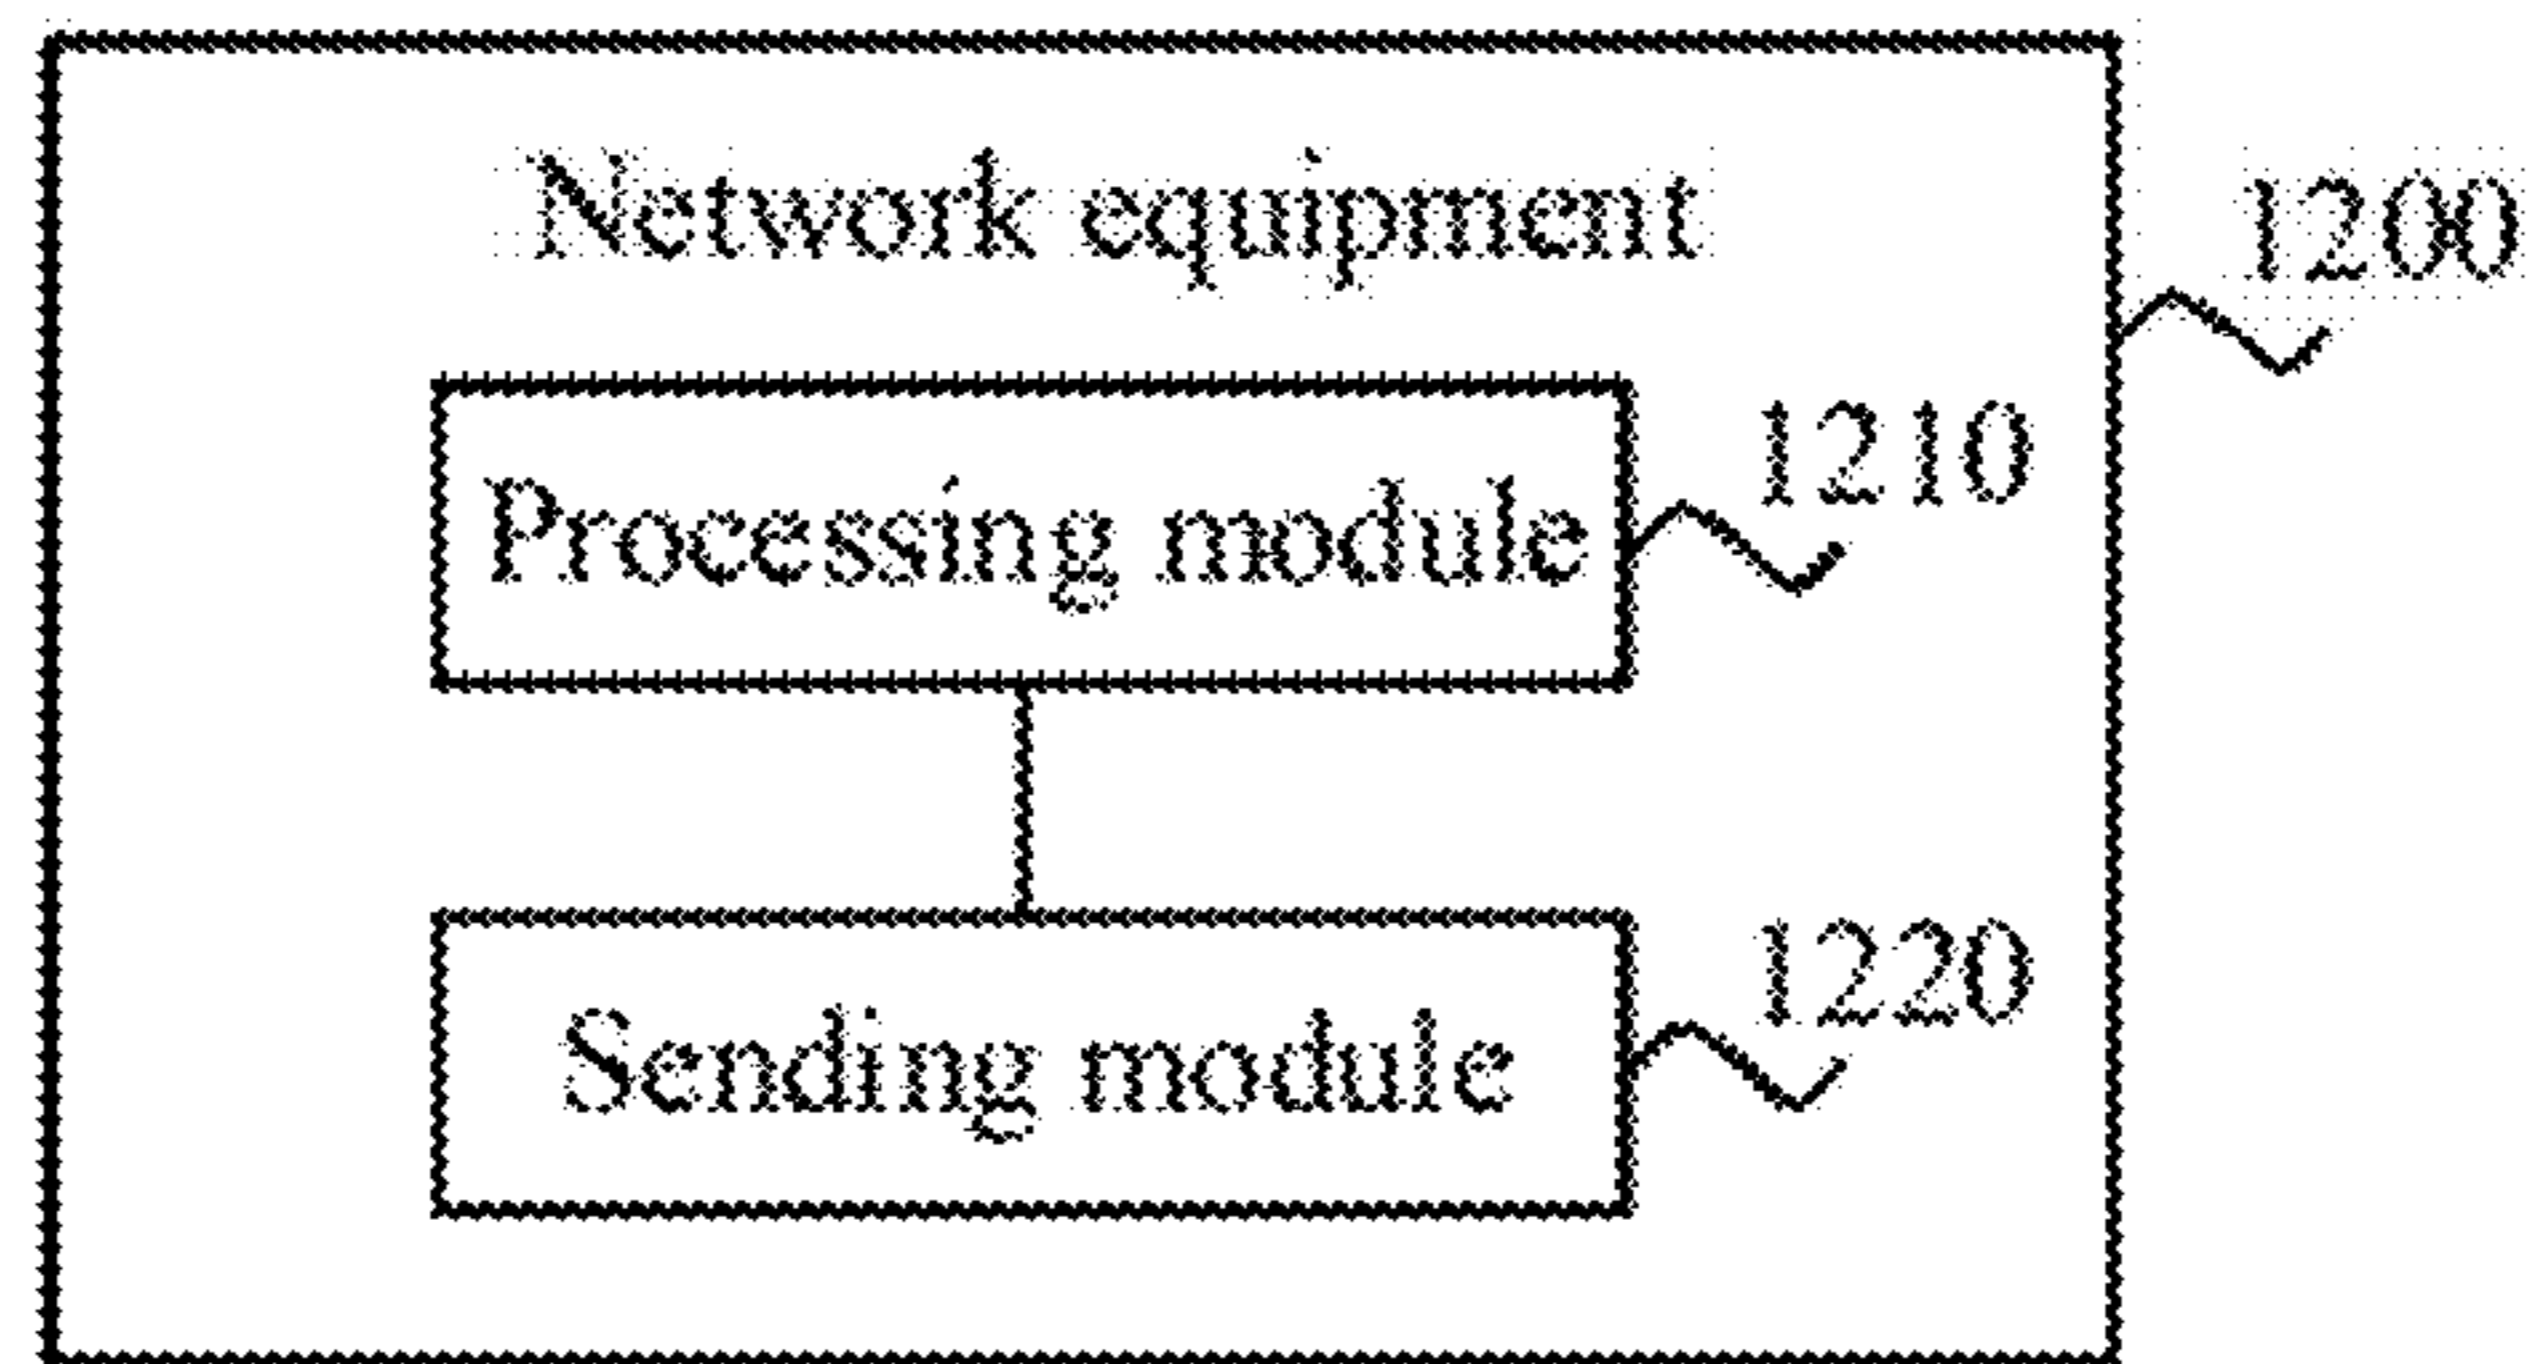 Network equipment
1200
1210
Processing module
1220
Sending module